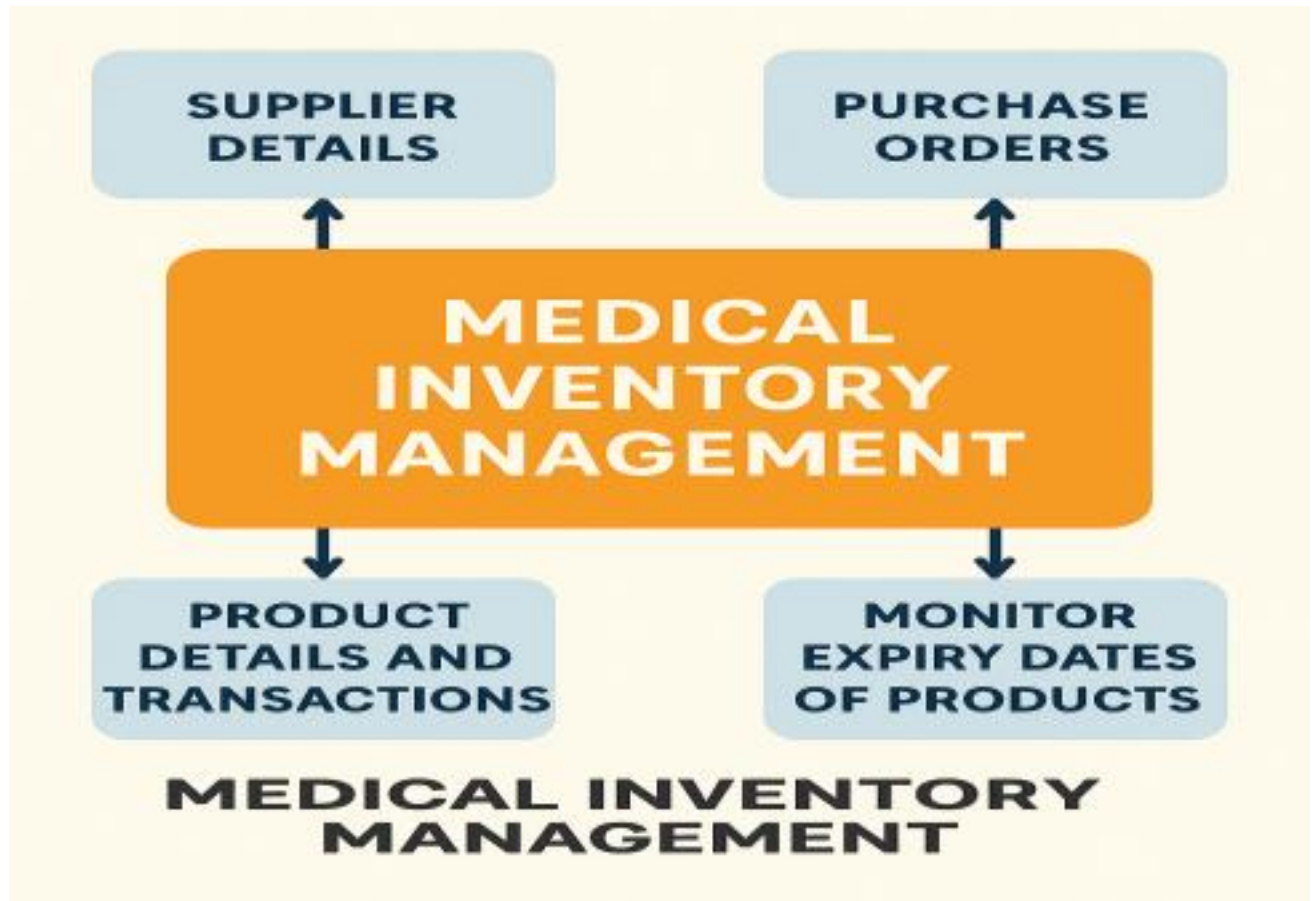 SUPPLIER
DETAILS
PURCHASE
ORDERS
MEDICAL
INVENTORY
MANAGEMENT
PRODUCT
DETAILS AND
TRANSACTIONS
MONITOR
EXPIRY DATES
OF PRODUCTS
MEDICAL INVENTORY
MANAGEMENT